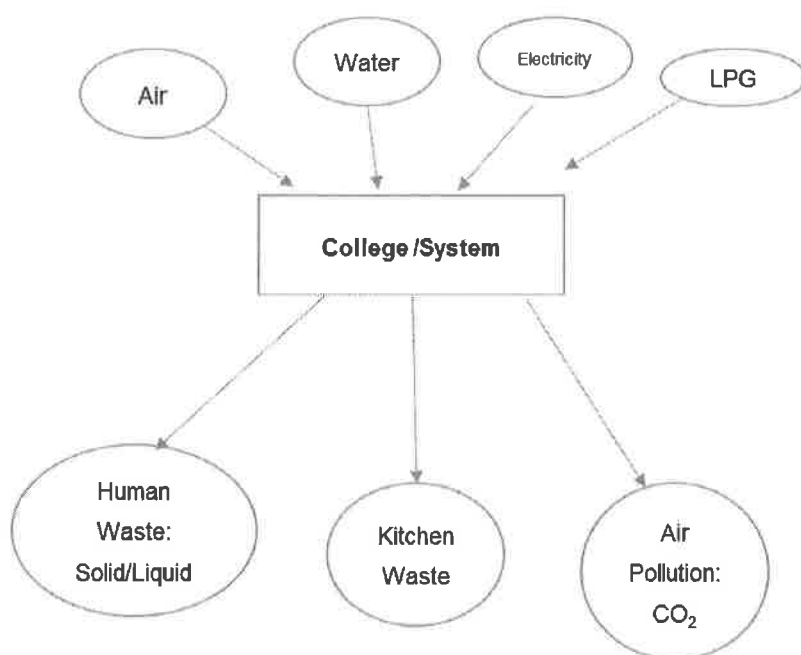 Air
Water
Electricity
LPG
College/System
Human
Waste:
Solid/Liquid
Kitchen
Waste
Air
Pollution:
CO₂